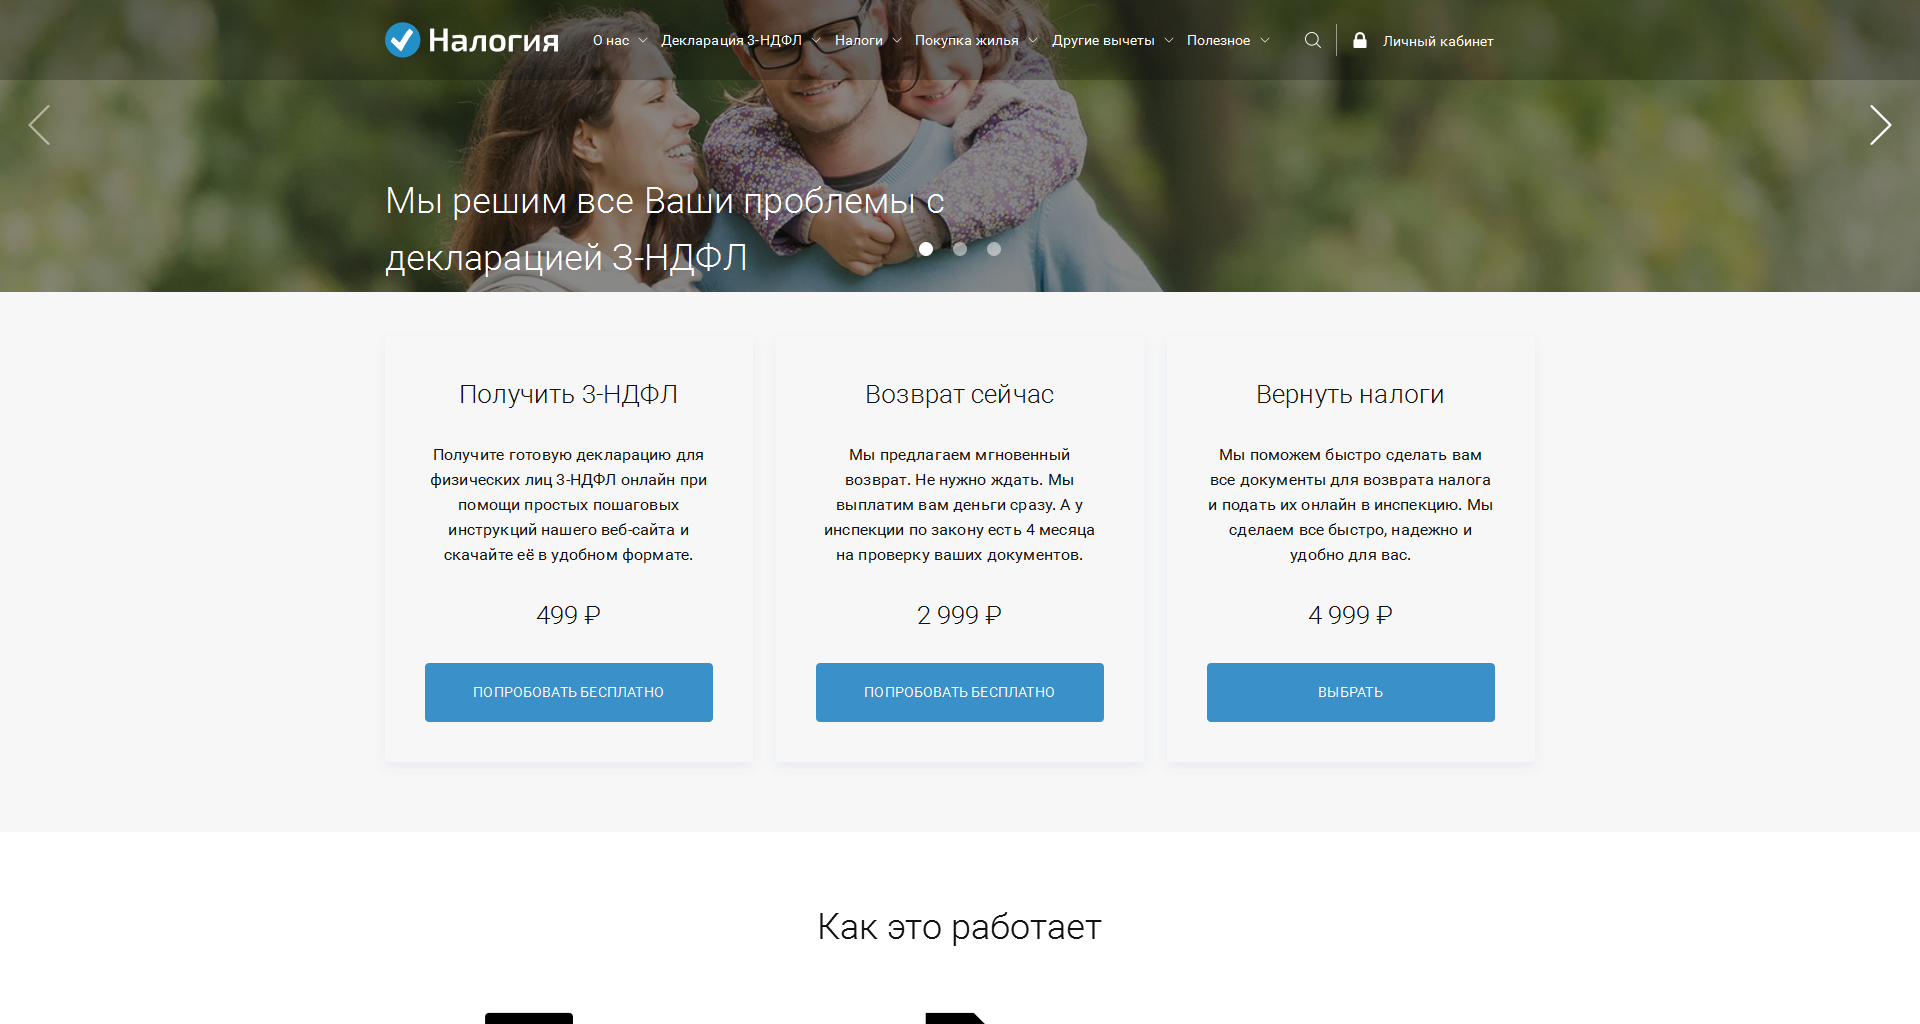 Налогия
О нас
Декларация 3-НДФЛ
Налоги
Покупка жилья
Другие вычеты
Полезное
Личный кабинет
Мы решим все Ваши проблемы с
декларацией 3-НДФЛ
Получить 3-НДФЛ
Получите готовую декларацию для
физических лиц 3-НДФЛ онлайн при
помощи простых пошаговых
инструкций нашего веб-сайта и
скачайте её в удобном формате.
499 ₽
ПОПРОБОВАТЬ БЕСПЛАТНО
Возврат сейчас
Мы предлагаем мгновенный
возврат. Не нужно ждать. Мы
выплатим вам деньги сразу. А у
инспекции по закону есть 4 месяца
на проверку ваших документов.
2 999 ₽
ПОПРОБОВАТЬ БЕСПЛАТНО
Вернуть налоги
Мы поможем быстро сделать вам
все документы для возврата налога
и подать их онлайн в инспекцию. Мы
сделаем все быстро, надежно и
удобно для вас.
4 999 ₽
ВЫБРАТЬ
Как это работает